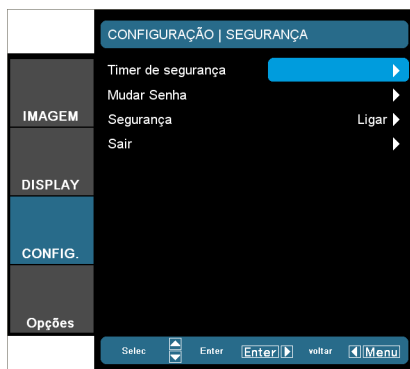 CONFIGURAÇÃO | SEGURANÇA
Timer de segurança
Mudar Senha
Segurança Ligar
Sair
IMAGEM
DISPLAY
CONFIG.
Opções
Selec Enter Enter voltar Menu